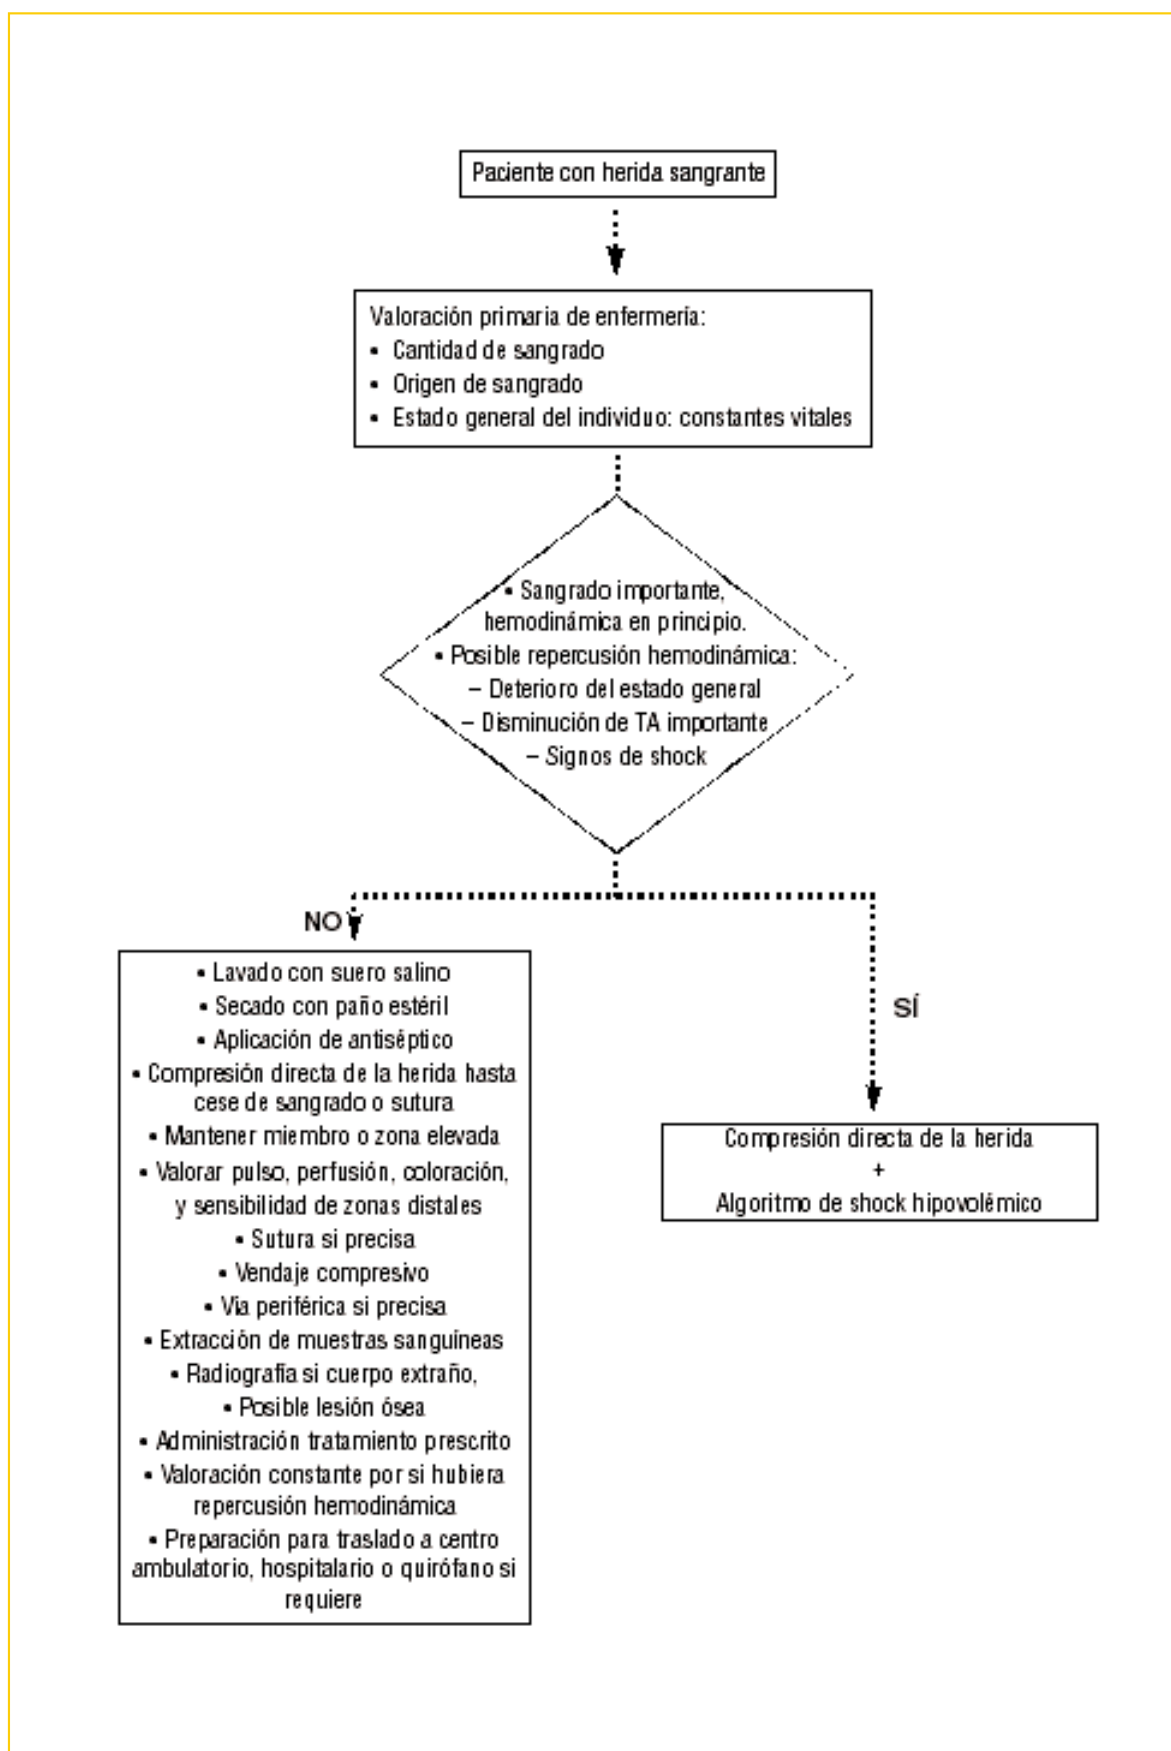 Paciente con herida sangrante
Valoración primaria de enfermería:
▪ Cantidad de sangrado
▪ Origen de sangrado
▪ Estado general del individuo: constantes vitales
▪ Sangrado importante,
hemodinámica en principio.
▪ Posible repercusión hemodinámica:
– Deterioro del estado general
– Disminución de TA importante
– Signos de shock
NO
▪ Lavado con suero salino
▪ Secado con paño estéril
▪ Aplicación de antiséptico
▪ Compresión directa de la herida hasta
cese de sangrado o sutura
▪ Mantener miembro o zona elevada
▪ Valorar pulso, perfusión, coloración,
y sensibilidad de zonas distales
▪ Sutura si precisa
▪ Vendaje compresivo
▪ Via periférica si precisa
▪ Extracción de muestras sanguíneas
▪ Radiografía si cuerpo extraño,
▪ Posible lesión ósea
▪ Administración tratamiento prescrito
▪ Valoración constante por si hubiera
repercusión hemodinámica
▪ Preparación para traslado a centro
ambulatorio, hospitalario o quirófano si
requiere
SÍ
Compresión directa de la herida
+
Algoritmo de shock hipovolémico